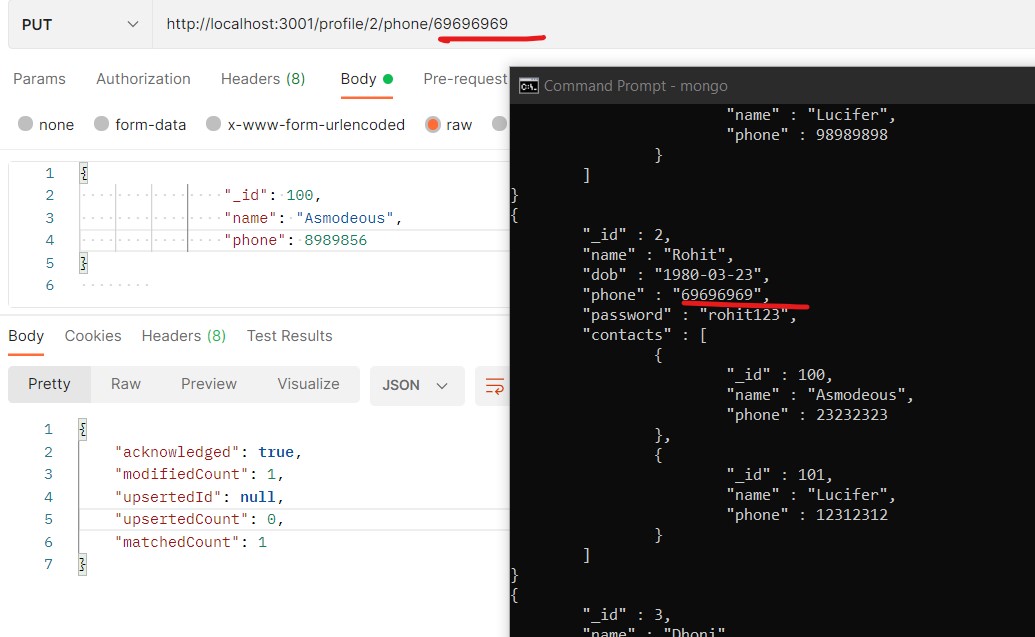 PUT http://localhost:3001/profile/2/phone/69696969
Params Authorization Headers (8) Body Pre-request
none form-data x-www-form-urlencoded raw
1 {
2 "_id": 100,
3 "name": "Asmodeous",
4 "phone": 8989856
5 }
6
Body Cookies Headers (8) Test Results
Pretty Raw Preview Visualize JSON
1 {
2 "acknowledged": true,
3 "modifiedCount": 1,
4 "upsertedId": null,
5 "upsertedCount": 0,
6 "matchedCount": 1
7 }
Command Prompt - mongo
"name" : "Lucifer",
"phone" : 98989898
}
]
}
{
"_id" : 2,
"name" : "Rohit",
"dob" : "1980-03-23",
"phone" : "69696969",
"password" : "rohit123",
"contacts" : [
{
"_id" : 100,
"name" : "Asmodeous",
"phone" : 23232323
},
{
"_id" : 101,
"name" : "Lucifer",
"phone" : 12312312
}
]
}
{
"_id" : 3,
"name" : "Dhoni"